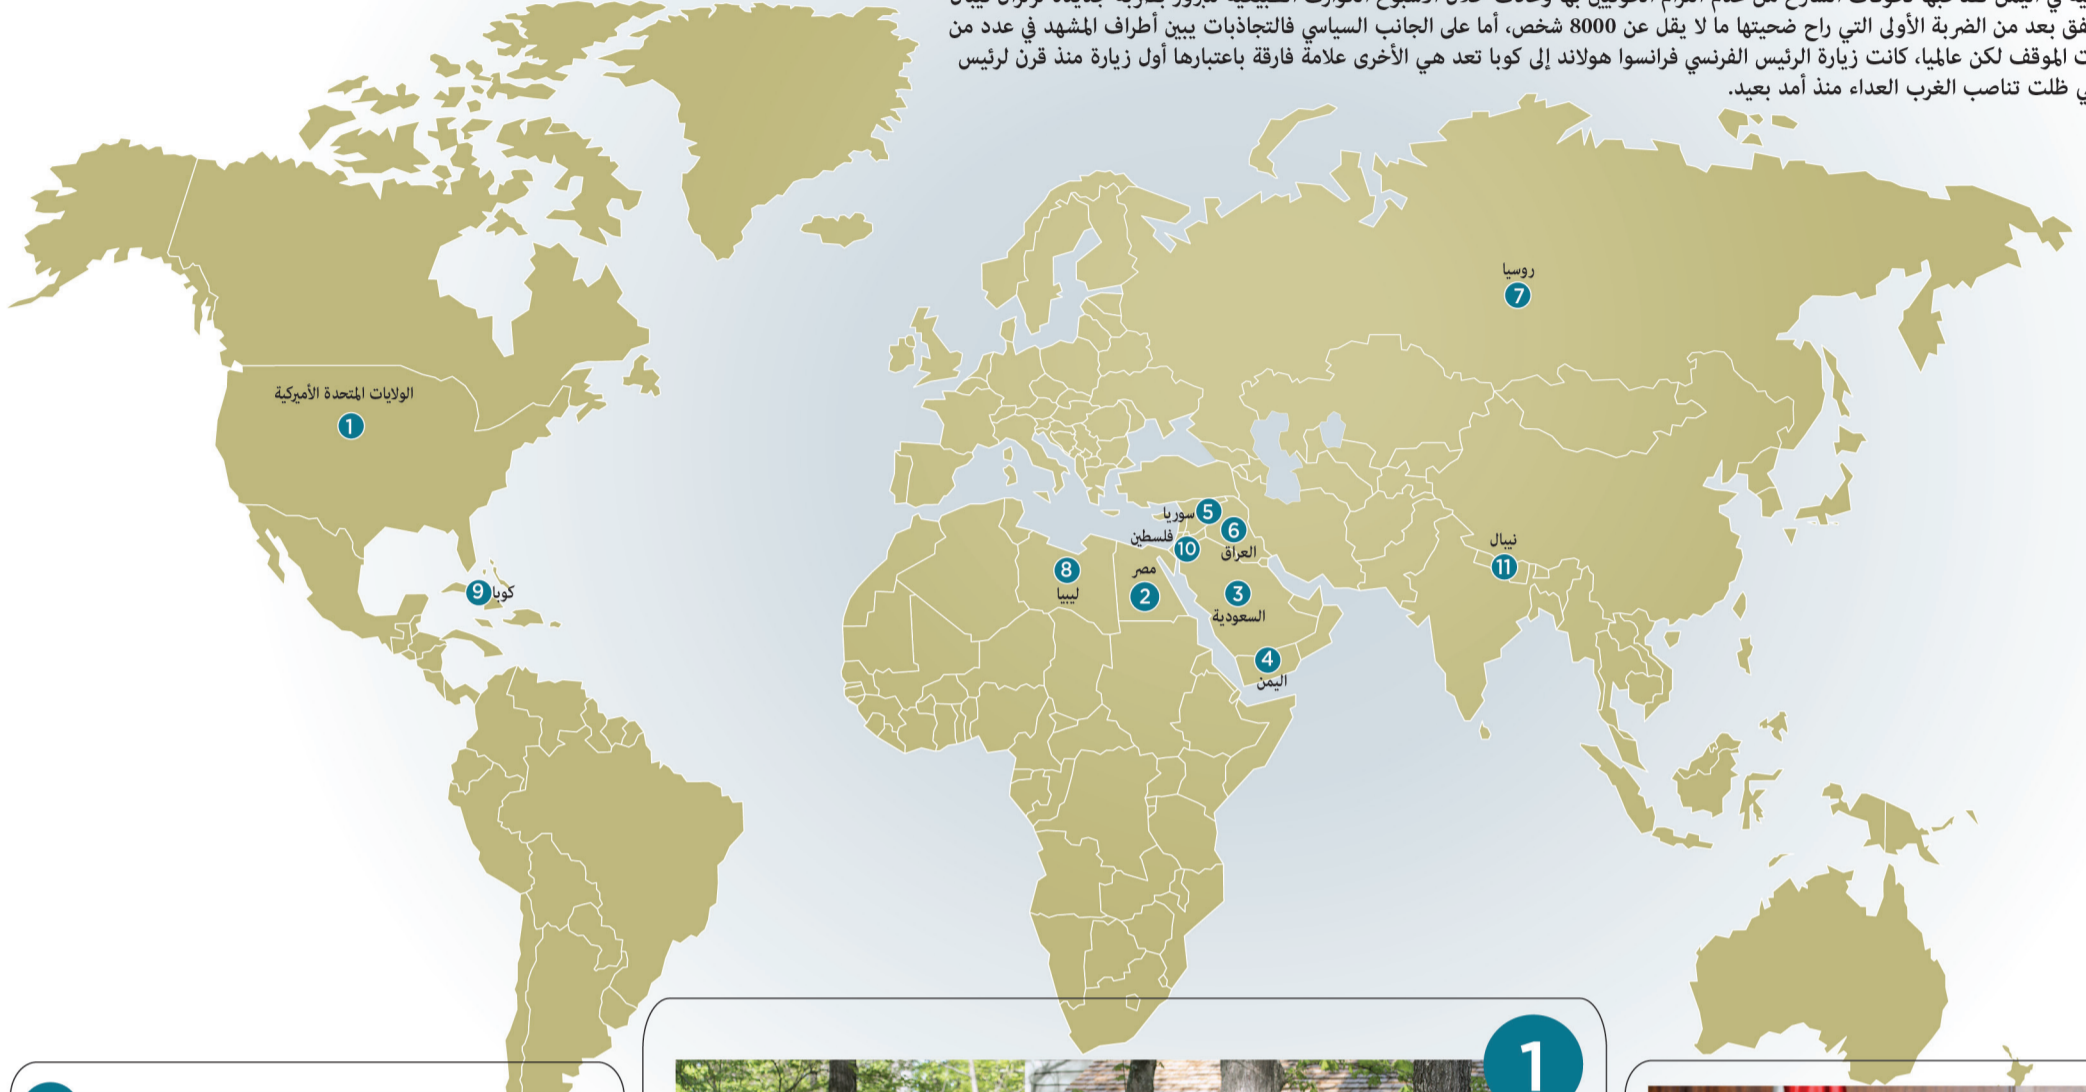 فق بعد من الضربة الأولى التي راح ضحيتها ما لا يقل عن 8000 شخص، أما على الجانب السياسي فالتجاذبات يبين أطراف المشهد في عدد من
ت الموقف لكن عالميا، كانت زيارة الرئيس الفرنسي فرانسوا هولاند إلى كوبا تعد هي الأخرى علامة فارقة باعتبارها أول زيارة منذ قرن لرئيس
ي ظلت تناصب الغرب العداء منذ أمد بعيد.
روسيا
7
الولايات المتحدة الأميركية
1
سوريا 5
6
العراق
فلسطين
10
نيبال
11
8
ليبيا
مصر
2
3
السعودية
كوبا 9
4
اليمن
1